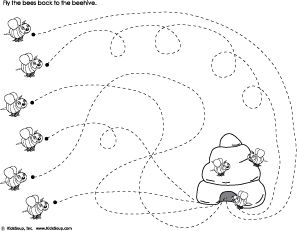 Fly the bees back to the beehive.
© KidsSoup, Inc. www.KidsSoup.com